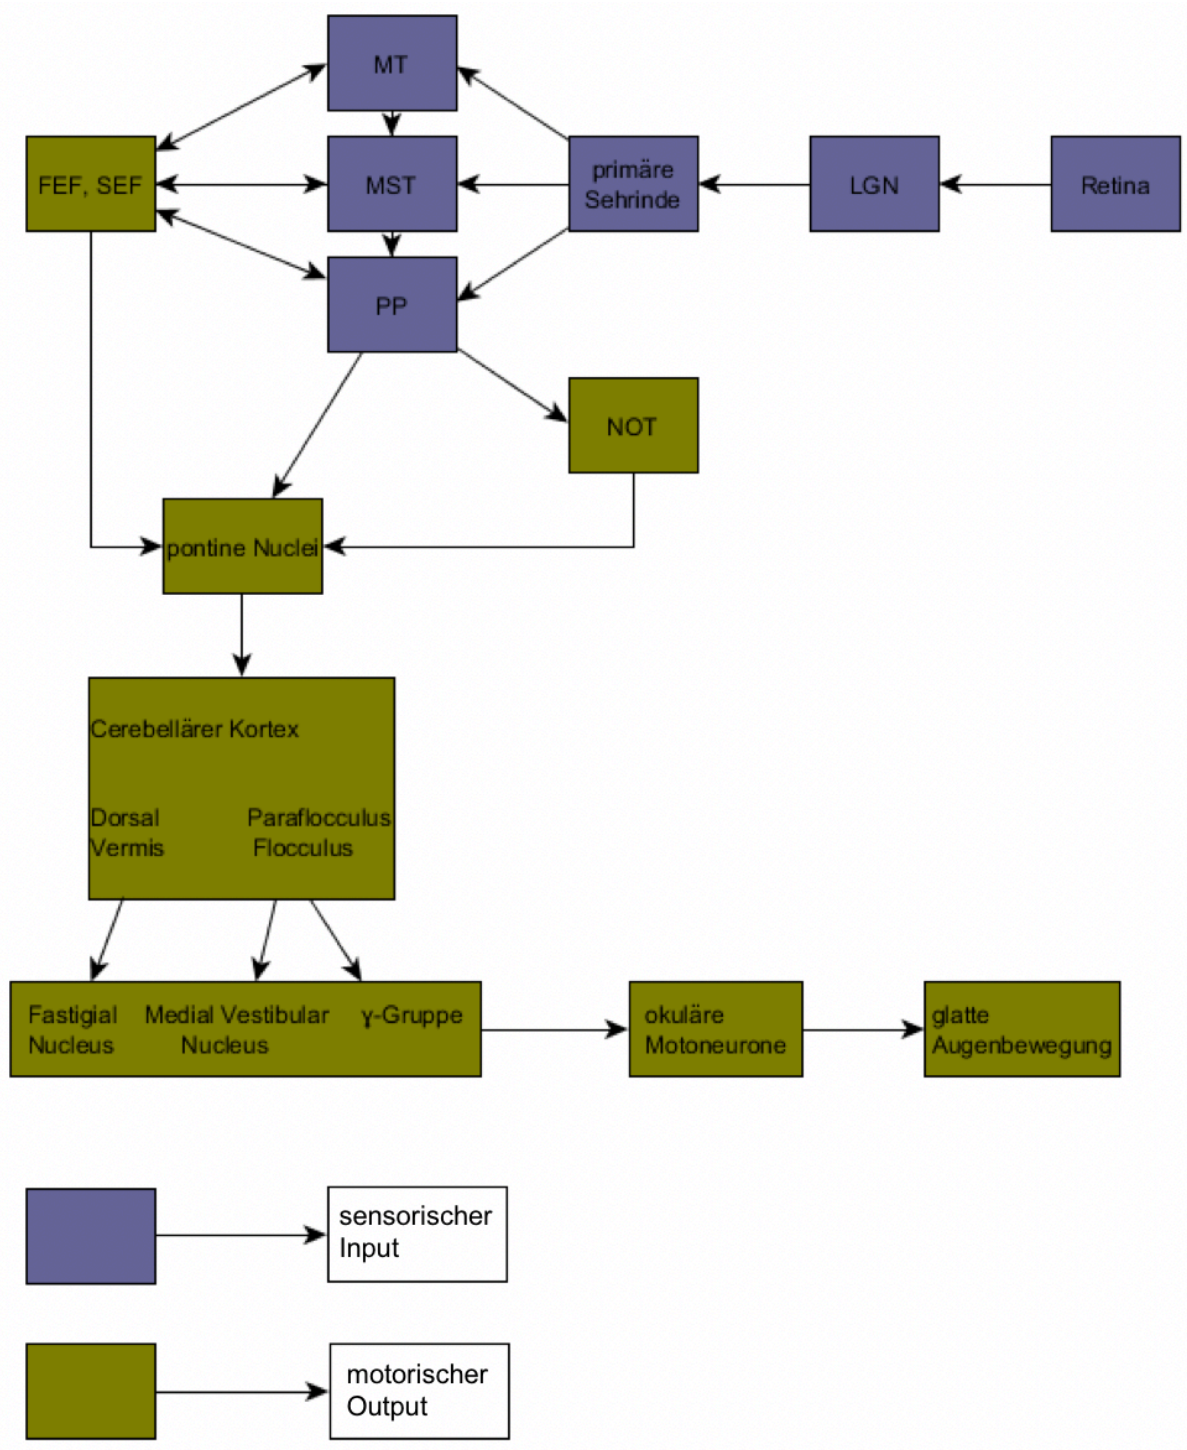 MT
FEF, SEF
MST
primäre
Sehrinde
LGN
Retina
PP
NOT
pontine Nuclei
Cerebellärer Kortex
Dorsal
Vermis
Paraflocculus
Flocculus
Fastigial
Nucleus
Medial Vestibular
Nucleus
ɣ-Gruppe
okuläre
Motoneurone
glatte
Augenbewegung
sensorischer
Input
motorischer
Output